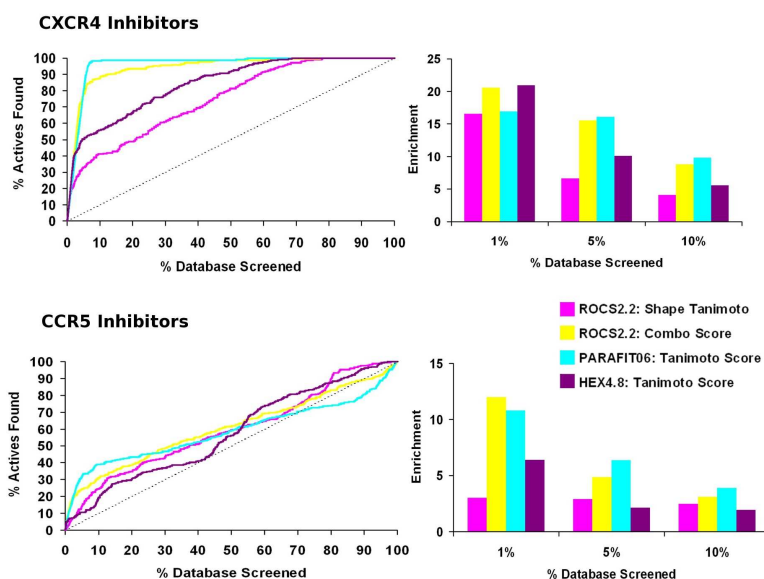 CXCR4 Inhibitors
100
90
80
70
60
50
40
30
20
10
0
% Actives Found
0 10 20 30 40 50 60 70 80 90 100
% Database Screened
25
20
15
10
5
0
Enrichment
1% 5% 10%
% Database Screened
CCR5 Inhibitors
100
90
80
70
60
50
40
30
20
10
0
% Actives Found
0 10 20 30 40 50 60 70 80 90 100
% Database Screened
ROCS2.2: Shape Tanimoto
ROCS2.2: Combo Score
PARAFIT06: Tanimoto Score
HEX4.8: Tanimoto Score
15
10
5
0
Enrichment
1% 5% 10%
% Database Screened